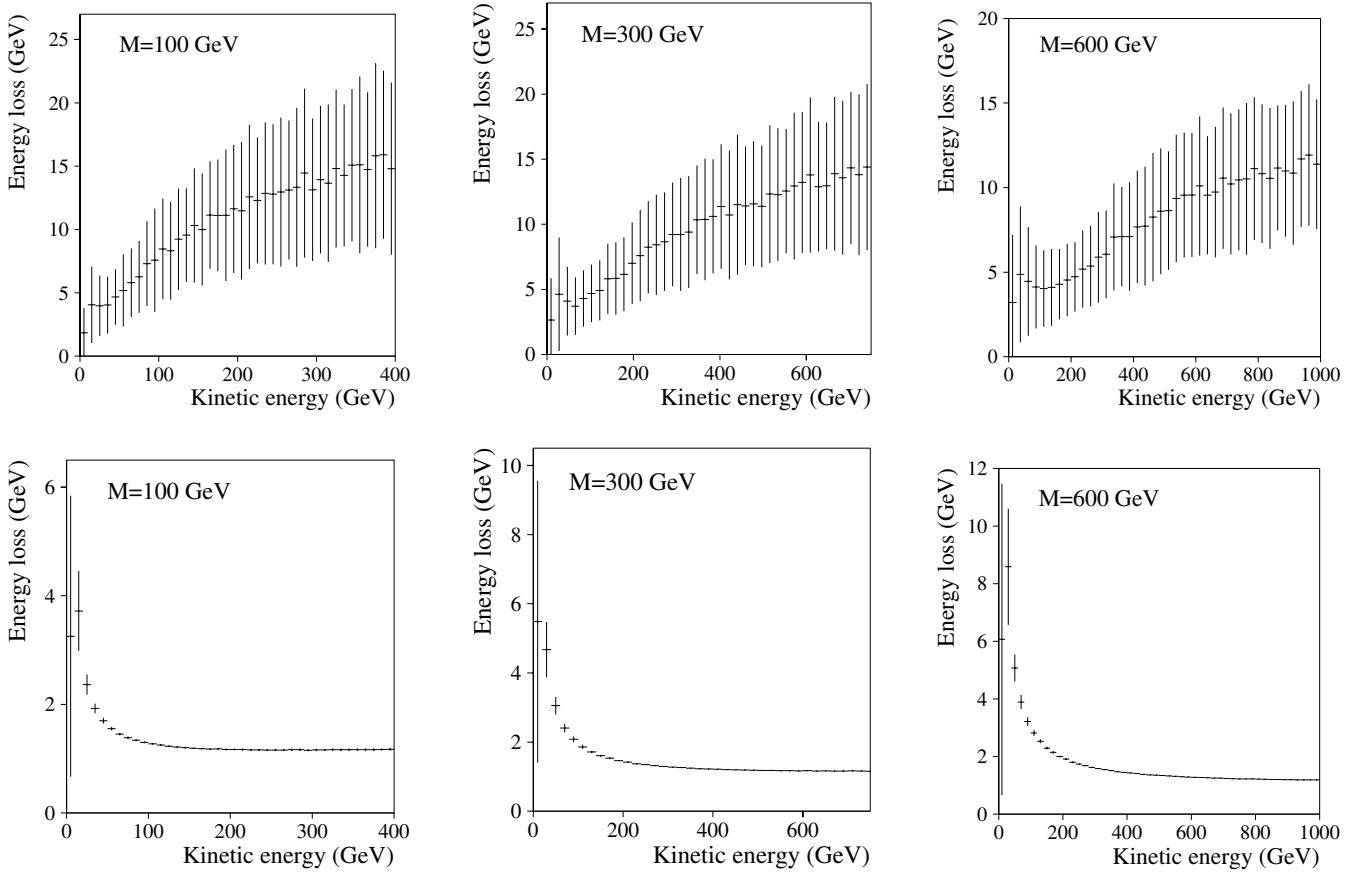 Energy loss (GeV)
M=100 GeV
25
20
15
10
5
0
0 100 200 300 400
Kinetic energy (GeV)
Energy loss (GeV)
M=300 GeV
25
20
15
10
5
0
0 200 400 600
Kinetic energy (GeV)
Energy loss (GeV)
M=600 GeV
20
15
10
5
0
0 200 400 600 800 1000
Kinetic energy (GeV)
Energy loss (GeV)
M=100 GeV
6
4
2
0
0 100 200 300 400
Kinetic energy (GeV)
Energy loss (GeV)
M=300 GeV
10
8
6
4
2
0
0 200 400 600
Kinetic energy (GeV)
Energy loss (GeV)
M=600 GeV
12
10
8
6
4
2
0
0 200 400 600 800 1000
Kinetic energy (GeV)